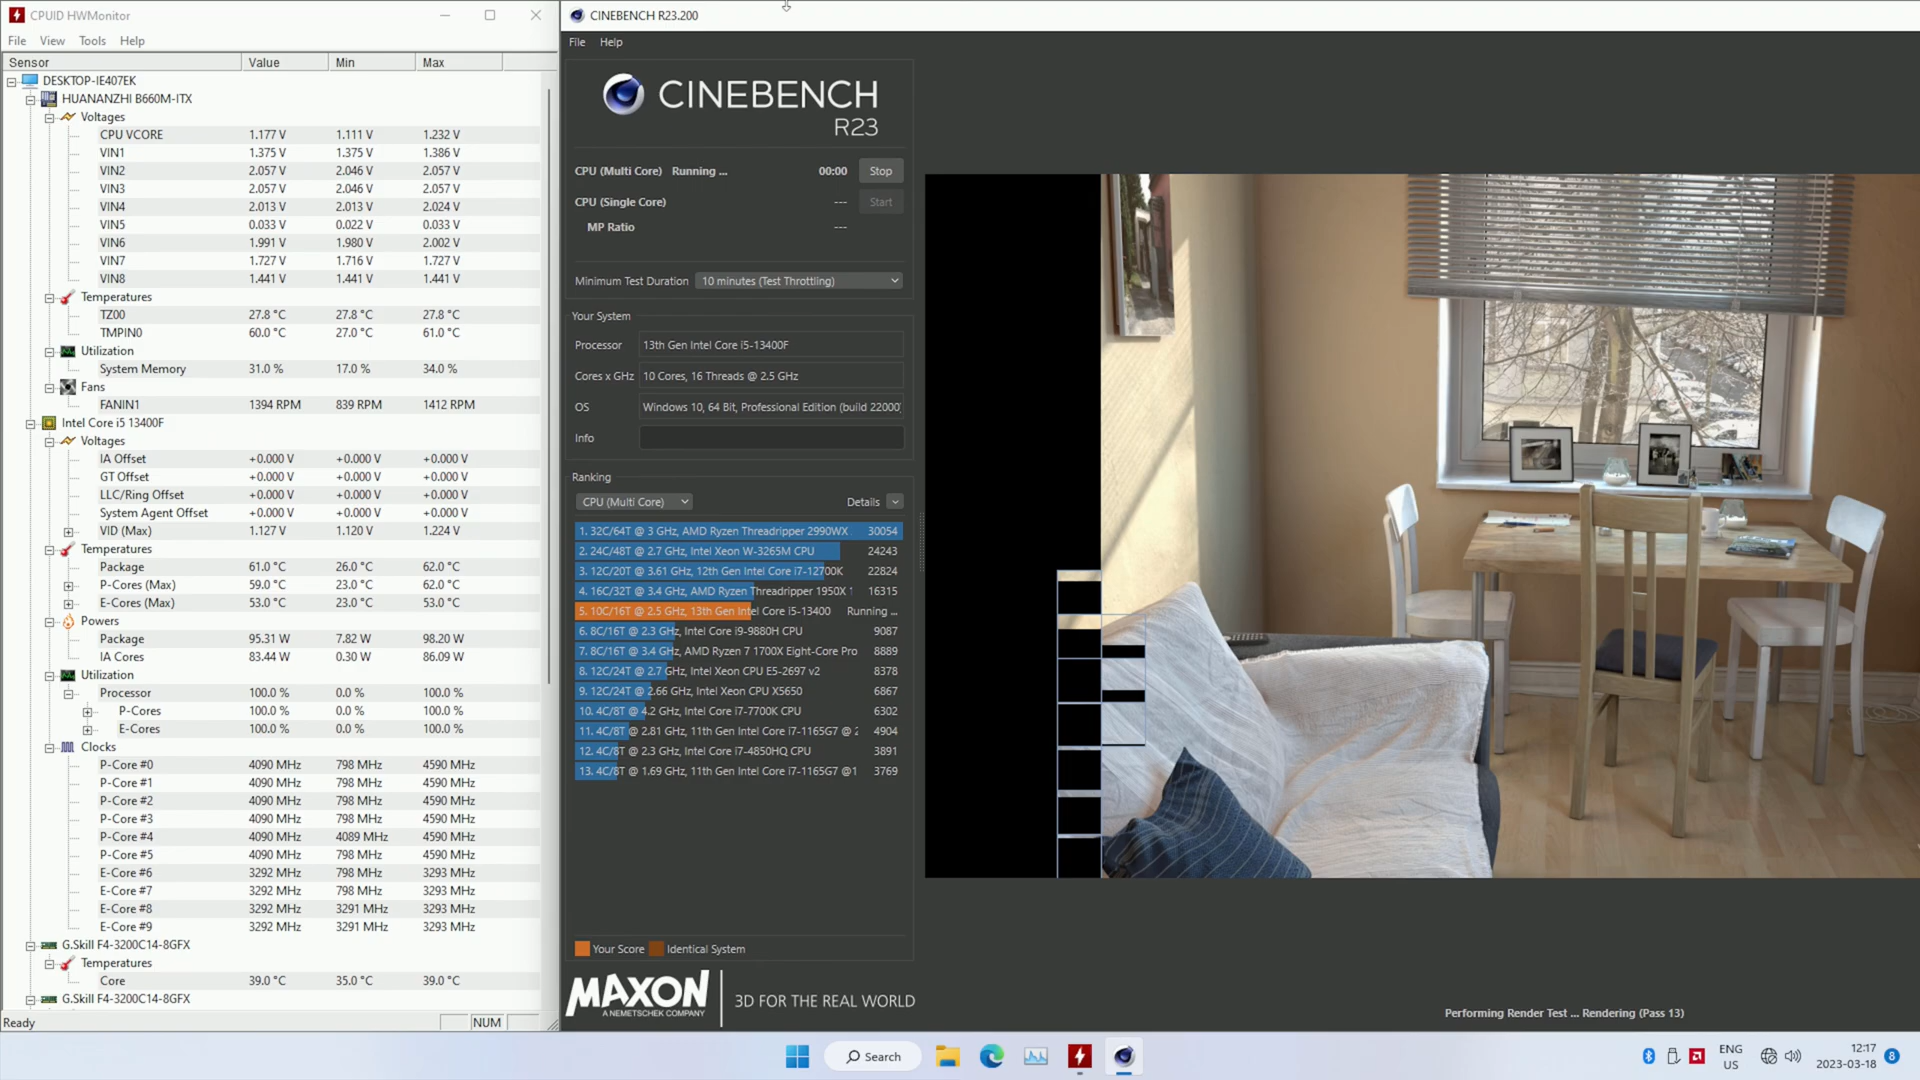 CPUID HWMonitor
File View Tools Help
Sensor Value Min Max
DESKTOP-IE407EK
HUANANZHI B660M-ITX
Voltages
CPU VCORE 1.177 V 1.111 V 1.232 V
VIN1 1.375 V 1.375 V 1.386 V
VIN2 2.057 V 2.046 V 2.057 V
VIN3 2.057 V 2.046 V 2.057 V
VIN4 2.013 V 2.013 V 2.024 V
VIN5 0.033 V 0.022 V 0.033 V
VIN6 1.991 V 1.980 V 2.002 V
VIN7 1.727 V 1.716 V 1.727 V
VIN8 1.441 V 1.441 V 1.441 V
Temperatures
TZ00 27.8 °C 27.8 °C 27.8 °C
TMPIN0 60.0 °C 27.0 °C 61.0 °C
Utilization
System Memory 31.0 % 17.0 % 34.0 %
Fans
FANIN1 1394 RPM 839 RPM 1412 RPM
Intel Core i5 13400F
Voltages
IA Offset +0.000 V +0.000 V +0.000 V
GT Offset +0.000 V +0.000 V +0.000 V
LLC/Ring Offset +0.000 V +0.000 V +0.000 V
System Agent Offset +0.000 V +0.000 V +0.000 V
VID (Max) 1.127 V 1.120 V 1.224 V
Temperatures
Package 61.0 °C 26.0 °C 62.0 °C
P-Cores (Max) 59.0 °C 23.0 °C 62.0 °C
E-Cores (Max) 53.0 °C 23.0 °C 53.0 °C
Powers
Package 95.31 W 7.82 W 98.20 W
IA Cores 83.44 W 0.30 W 86.09 W
Utilization
Processor 100.0 % 0.0 % 100.0 %
P-Cores 100.0 % 0.0 % 100.0 %
E-Cores 100.0 % 0.0 % 100.0 %
Clocks
P-Core #0 4090 MHz 798 MHz 4590 MHz
P-Core #1 4090 MHz 798 MHz 4590 MHz
P-Core #2 4090 MHz 798 MHz 4590 MHz
P-Core #3 4090 MHz 798 MHz 4590 MHz
P-Core #4 4090 MHz 4089 MHz 4590 MHz
P-Core #5 4090 MHz 798 MHz 4590 MHz
E-Core #6 3292 MHz 798 MHz 3293 MHz
E-Core #7 3292 MHz 798 MHz 3293 MHz
E-Core #8 3292 MHz 3291 MHz 3293 MHz
E-Core #9 3292 MHz 3291 MHz 3293 MHz
G.Skill F4-3200C14-8GFX
Temperatures
Core 39.0 °C 35.0 °C 39.0 °C
G.Skill F4-3200C14-8GFX
Ready NUM
CINEBENCH R23.200
File Help
CINEBENCH
R23
CPU (Multi Core) Running ... 00:00 Stop
CPU (Single Core) --- Start
MP Ratio ---
Minimum Test Duration 10 minutes (Test Throttling)
Your System
Processor 13th Gen Intel Core i5-13400F
Cores x GHz 10 Cores, 16 Threads @ 2.5 GHz
OS Windows 10, 64 Bit, Professional Edition (build 22000)
Info
Ranking
CPU (Multi Core) Details
1. 32C/64T @ 3 GHz, AMD Ryzen Threadripper 2990WX 30054
2. 24C/48T @ 2.7 GHz, Intel Xeon W-3265M CPU 24243
3. 12C/20T @ 3.61 GHz, 12th Gen Intel Core i7-12700K 22824
4. 16C/32T @ 3.4 GHz, AMD Ryzen Threadripper 1950X 16315
5. 10C/16T @ 2.5 GHz, 13th Gen Intel Core i5-13400 Running ...
6. 8C/16T @ 2.3 GHz, Intel Core i9-9880H CPU 9087
7. 8C/16T @ 3.4 GHz, AMD Ryzen 7 1700X Eight-Core Pro 8889
8. 12C/24T @ 2.7 GHz, Intel Xeon CPU E5-2697 v2 8378
9. 12C/24T @ 2.66 GHz, Intel Xeon CPU X5650 6867
10. 4C/8T @ 4.2 GHz, Intel Core i7-7700K CPU 6302
11. 4C/8T @ 2.81 GHz, 11th Gen Intel Core i7-1165G7 @ 2 4904
12. 4C/8T @ 2.3 GHz, Intel Core i7-4850HQ CPU 3891
13. 4C/8T @ 1.69 GHz, 11th Gen Intel Core i7-1165G7 @1 3769
Your Score Identical System
MAXON
A NEMETSCHEK COMPANY
3D FOR THE REAL WORLD
Performing Render Test ... Rendering (Pass 13)
Search
ENG
US
12:17
2023-03-18
8